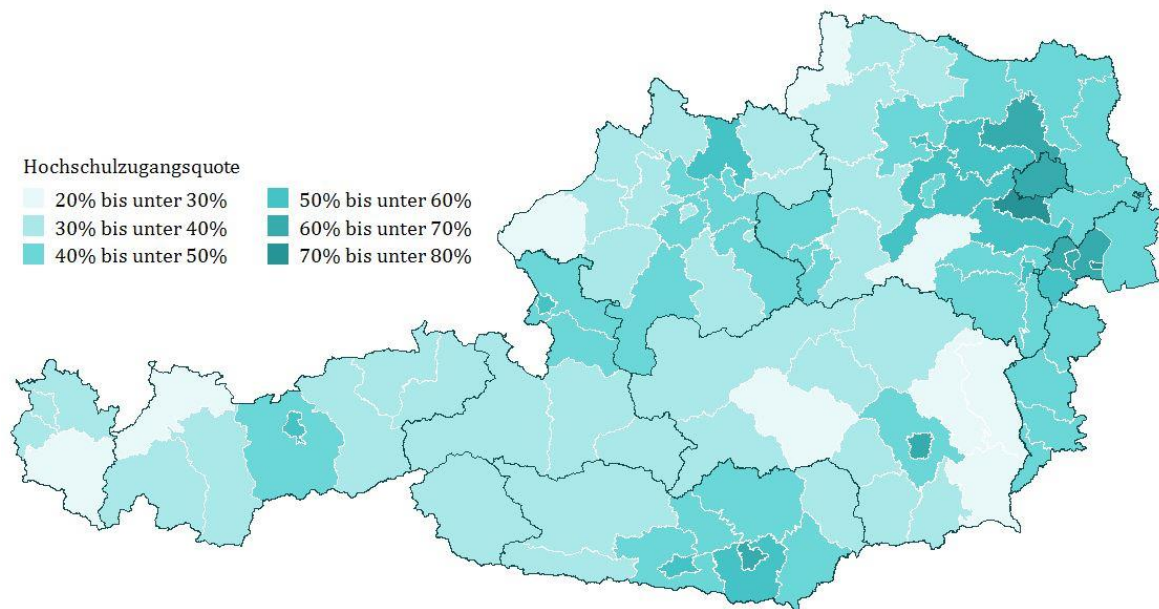 Hochschulzugangsquote
20% bis unter 30%
30% bis unter 40%
40% bis unter 50%
50% bis unter 60%
60% bis unter 70%
70% bis unter 80%